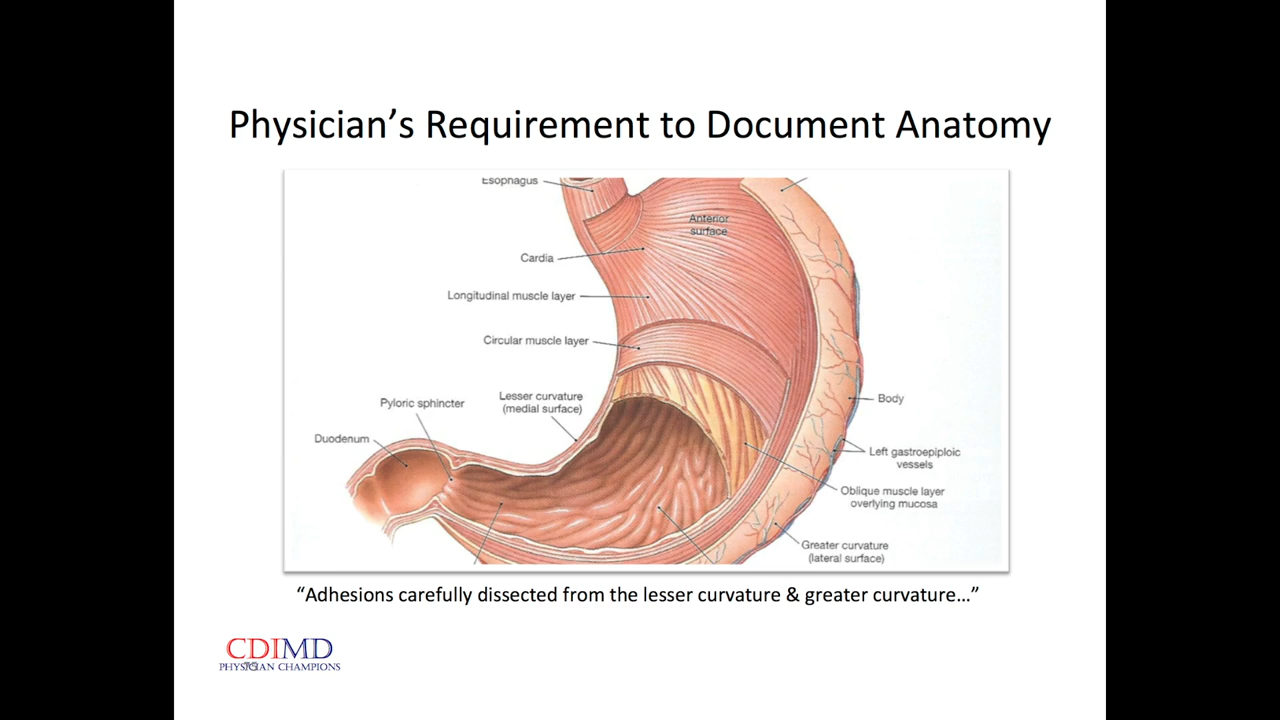 Physician’s Requirement to Document Anatomy
Esophagus
Anterior
surface
Cardia
Longitudinal muscle layer
Circular muscle layer
Lesser curvature
(medial surface)
Pyloric sphincter
Duodenum
Body
Left gastroepiploic
vessels
Oblique muscle layer
overlying mucosa
Greater curvature
(lateral surface)
“Adhesions carefully dissected from the lesser curvature & greater curvature…”
CDIMD
PHYSICIAN CHAMPIONS